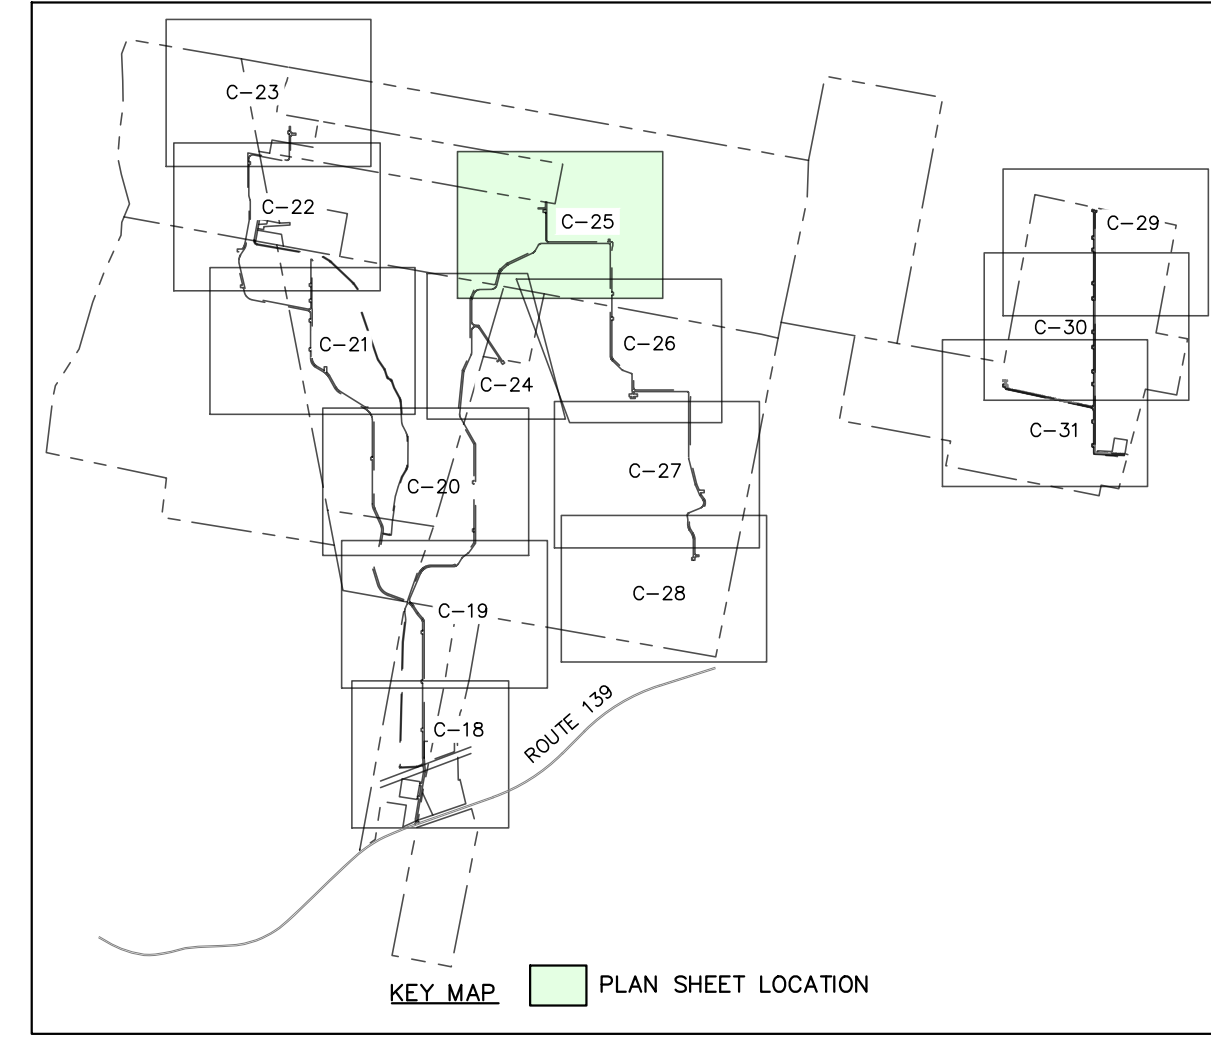 C-23
C-22
C-25
C-29
C-30
C-21
C-26
C-24
C-31
C-27
C-20
C-28
C-19
C-18
ROUTE 139
KEY MAP
PLAN SHEET LOCATION